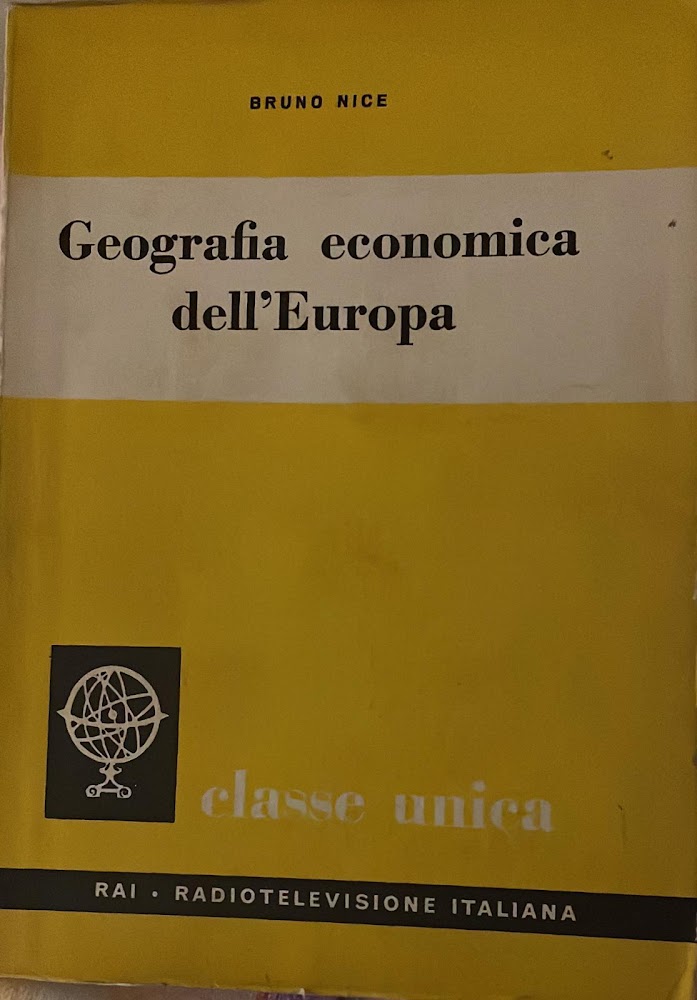 BRUNO NICE
Geografia economica
dell'Europa
classe unica
RAI • RADIOTELEVISIONE ITALIANA